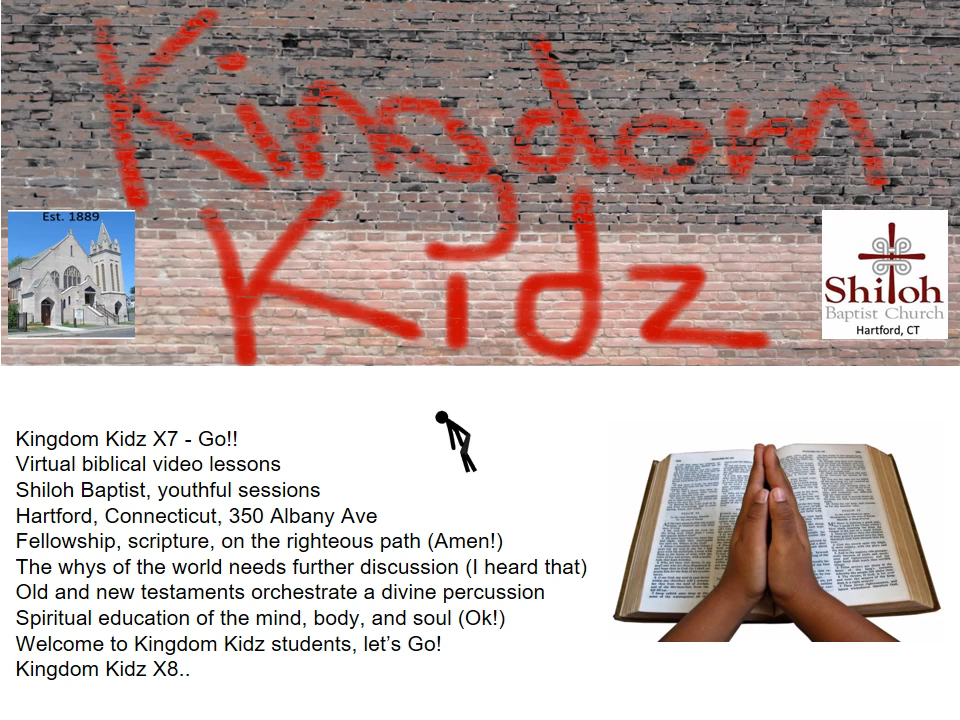 Kingdom
Kidz
Est. 1889
Shiloh
Baptist Church
Hartford, CT
Kingdom Kidz X7 - Go!!
Virtual biblical video lessons
Shiloh Baptist, youthful sessions
Hartford, Connecticut, 350 Albany Ave
Fellowship, scripture, on the righteous path (Amen!)
The whys of the world needs further discussion (I heard that)
Old and new testaments orchestrate a divine percussion
Spiritual education of the mind, body, and soul (Ok!)
Welcome to Kingdom Kidz students, let’s Go!
Kingdom Kidz X8..